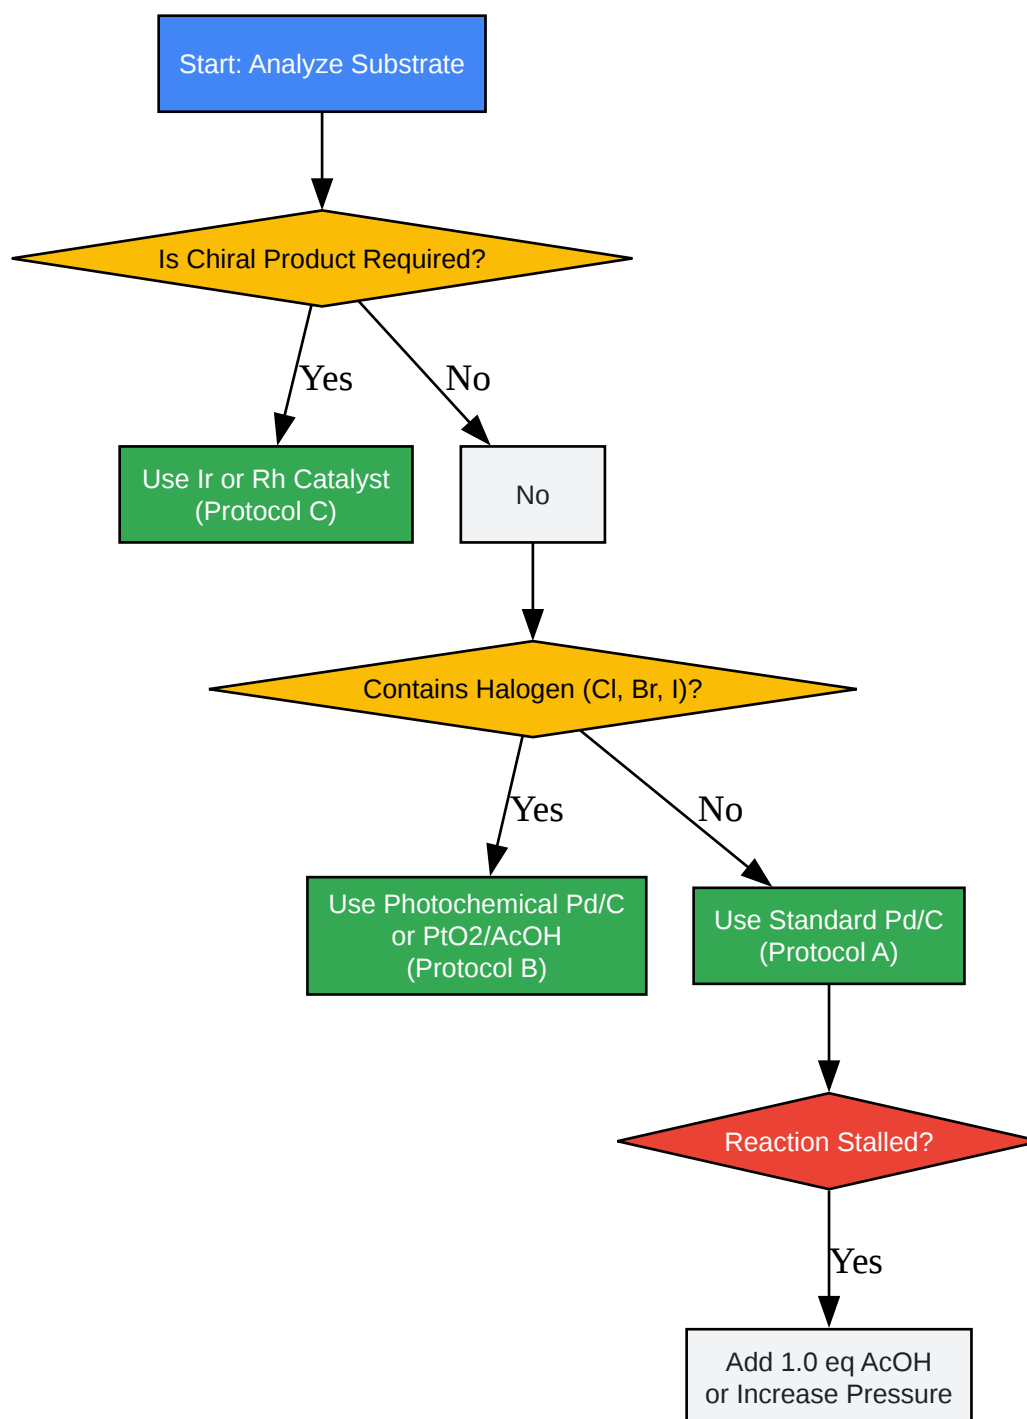 Start: Analyze Substrate
Is Chiral Product Required?
Yes
No
Use Ir or Rh Catalyst
(Protocol C)
No
Contains Halogen (Cl, Br, I)?
Yes
No
Use Photochemical Pd/C
or PtO2/AcOH
(Protocol B)
Use Standard Pd/C
(Protocol A)
Reaction Stalled?
Yes
Add 1.0 eq AcOH
or Increase Pressure